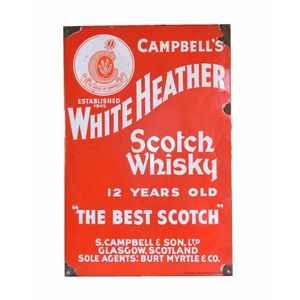 CAMPBELL'S
ESTABLISHED
1845
WHITE HEATHER
Scotch
Whisky
12 YEARS OLD
"THE BEST SCOTCH"
S. CAMPBELL & SON, LTD
GLASGOW, SCOTLAND
SOLE AGENTS: BURT MYRTLE & CO.